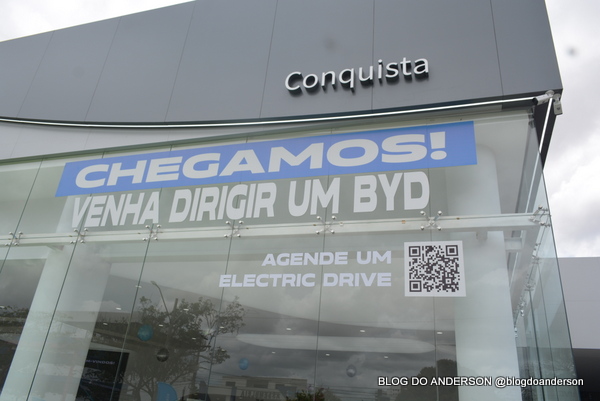 Conquista
CHEGAMOS!
VENHA DIRIGIR UM BYD
AGENDE UM
ELECTRIC DRIVE
BLOG DO ANDERSON @blogdoanderson